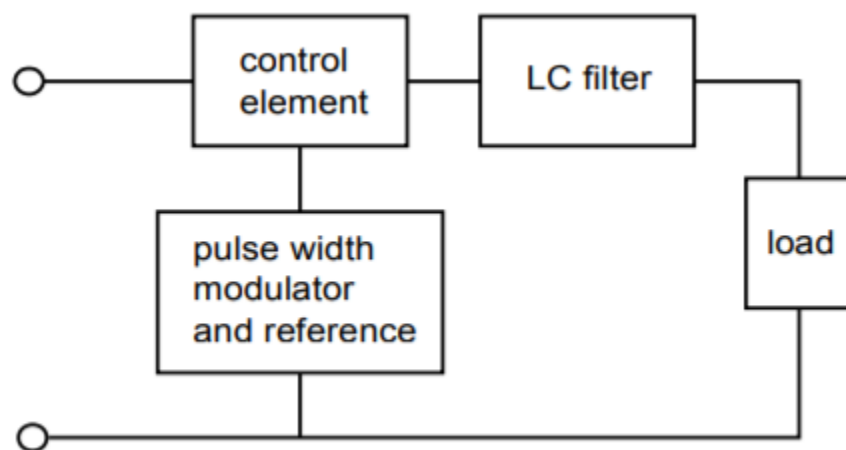 control
element
LC filter
pulse width
modulator
and reference
load